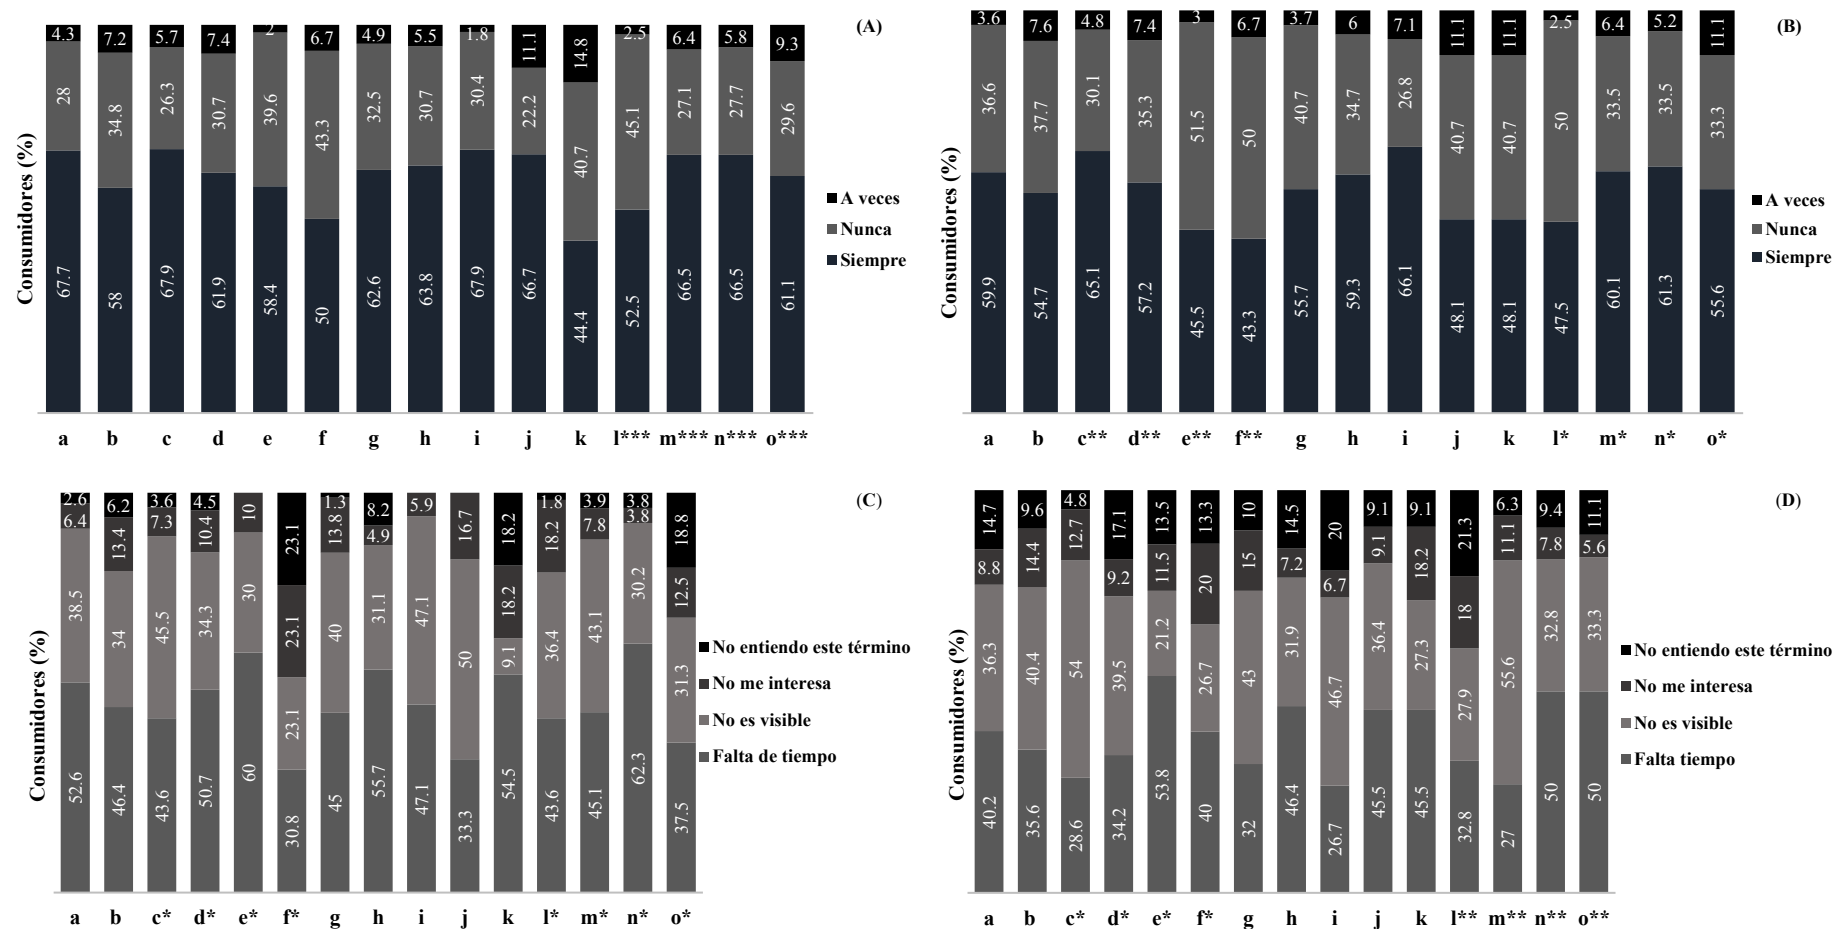 (A)
Consumidores (%)
4.3 7.2 5.7 7.4 2 6.7 4.9 5.5 1.8 11.1 14.8 2.5 6.4 5.8 9.3
28 34.8 26.3 30.7 39.6 43.3 32.5 30.7 30.4 22.2 40.7 45.1 27.1 27.7 29.6
67.7 58 67.9 61.9 58.4 50 62.6 63.8 67.9 66.7 44.4 52.5 66.5 66.5 61.1
a b c d e f g h i j k l*** m*** n*** o***
A veces
Nunca
Siempre
(B)
Consumidores (%)
3.6 7.6 4.8 7.4 3 6.7 3.7 6 7.1 11.1 11.1 2.5 6.4 5.2 11.1
36.6 37.7 30.1 35.3 51.5 50 40.7 34.7 26.8 40.7 40.7 50 33.5 33.5 33.3
59.9 54.7 65.1 57.2 45.5 43.3 55.7 59.3 66.1 48.1 48.1 47.5 60.1 61.3 55.6
a b c** d** e** f** g h i j k l* m* n* o*
A veces
Nunca
Siempre
(C)
Consumidores (%)
2.6 6.2 3.6 4.5 23.1 1.3 8.2 18.2 1.8 3.9 3.8 18.8
6.4 13.4 7.3 10.4 10 23.1 13.8 4.9 5.9 16.7 18.2 18.2 7.8 3.8 12.5
38.5 34 45.5 34.3 30 23.1 40 31.1 47.1 50 9.1 36.4 43.1 30.2 31.3
52.6 46.4 43.6 50.7 60 30.8 45 55.7 47.1 33.3 54.5 43.6 45.1 62.3 37.5
a b c* d* e* f* g h i j k l* m* n* o*
No entiendo este término
No me interesa
No es visible
Falta de tiempo
(D)
Consumidores (%)
14.7 9.6 4.8 17.1 13.5 13.3 10 14.5 20 9.1 9.1 21.3 6.3 9.4 11.1
8.8 14.4 12.7 9.2 11.5 20 15 7.2 6.7 9.1 18.2 18 11.1 7.8 5.6
36.3 40.4 54 39.5 21.2 26.7 43 31.9 46.7 36.4 27.3 27.9 55.6 32.8 33.3
40.2 35.6 28.6 34.2 53.8 40 32 46.4 26.7 45.5 45.5 32.8 27 50 50
a b c* d* e* f* g h i j k l** m** n** o**
No entiendo este término
No me interesa
No es visible
Falta tiempo